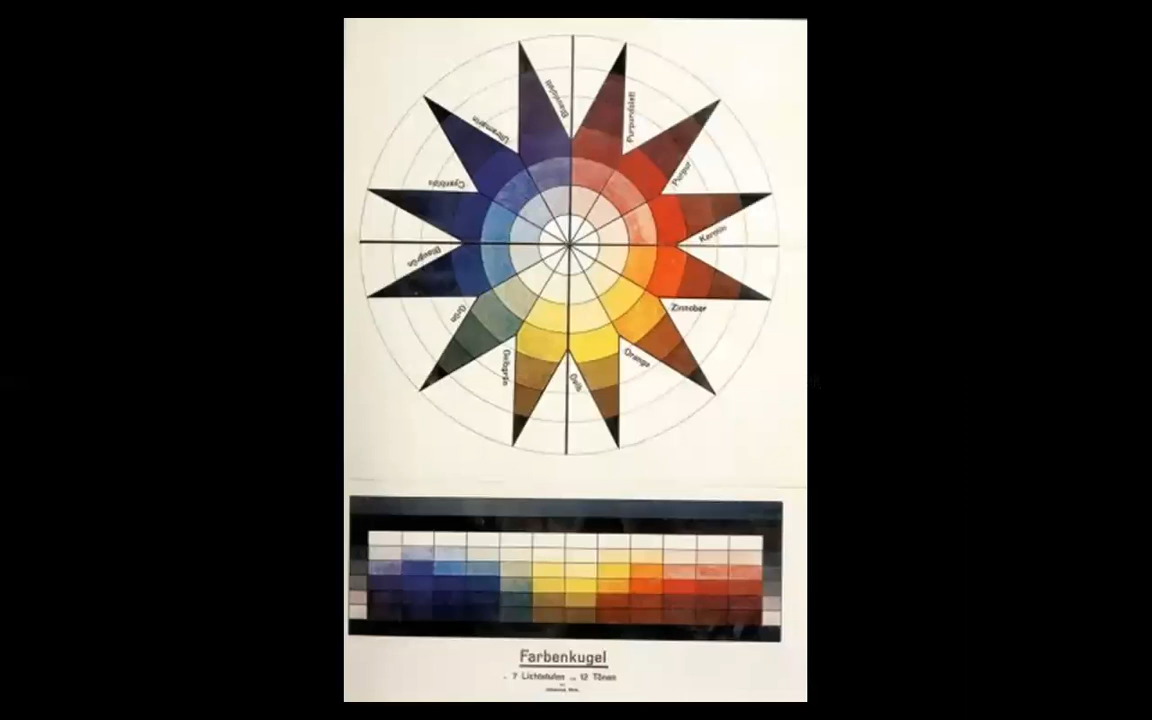 Blauviolett
Purpurviolett
Ultramarin
Purpur
Cyanblau
Karmin
Blaugrün
Zinnober
Grün
Orange
Gelbgrün
Gelb
Farbenkugel
7 Lichtstufen 12 Tönen